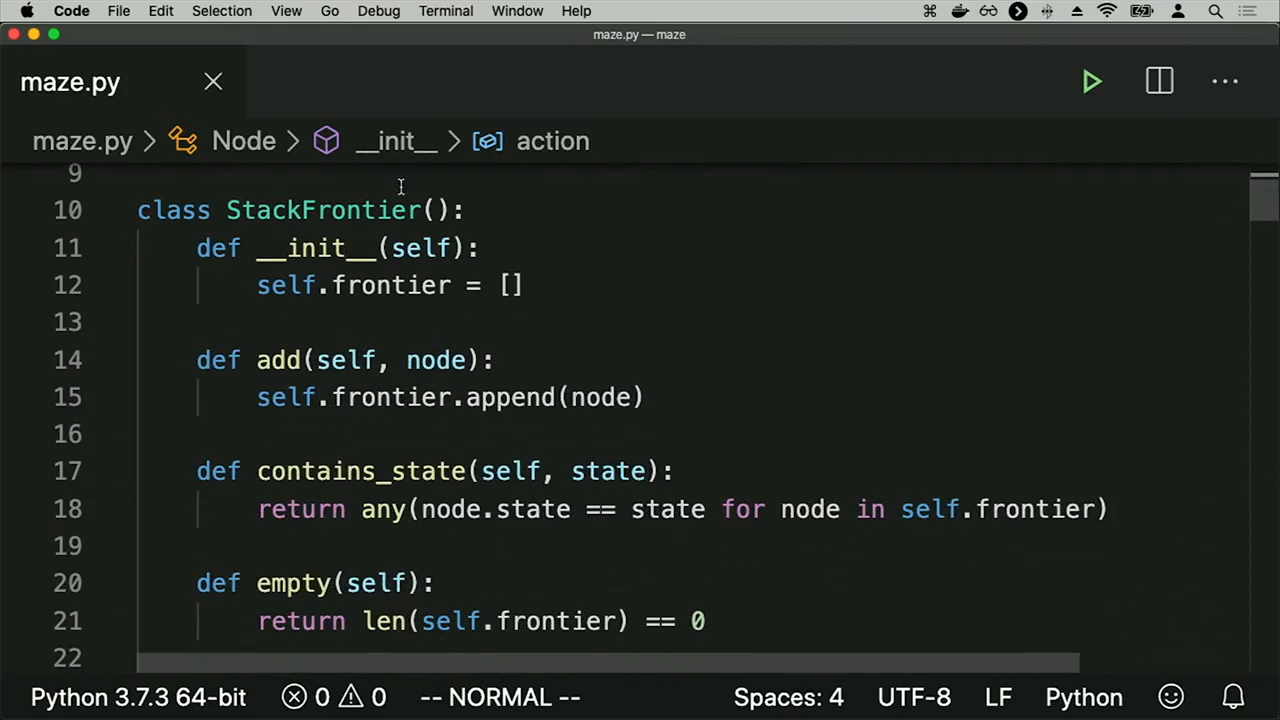 Code File Edit Selection View Go Debug Terminal Window Help
maze.py — maze
maze.py
maze.py > Node > __init__ > action
9
10 class StackFrontier():
11     def __init__(self):
12         self.frontier = []
13
14     def add(self, node):
15         self.frontier.append(node)
16
17     def contains_state(self, state):
18         return any(node.state == state for node in self.frontier)
19
20     def empty(self):
21         return len(self.frontier) == 0
22
Python 3.7.3 64-bit 0 0 -- NORMAL -- Spaces: 4 UTF-8 LF Python